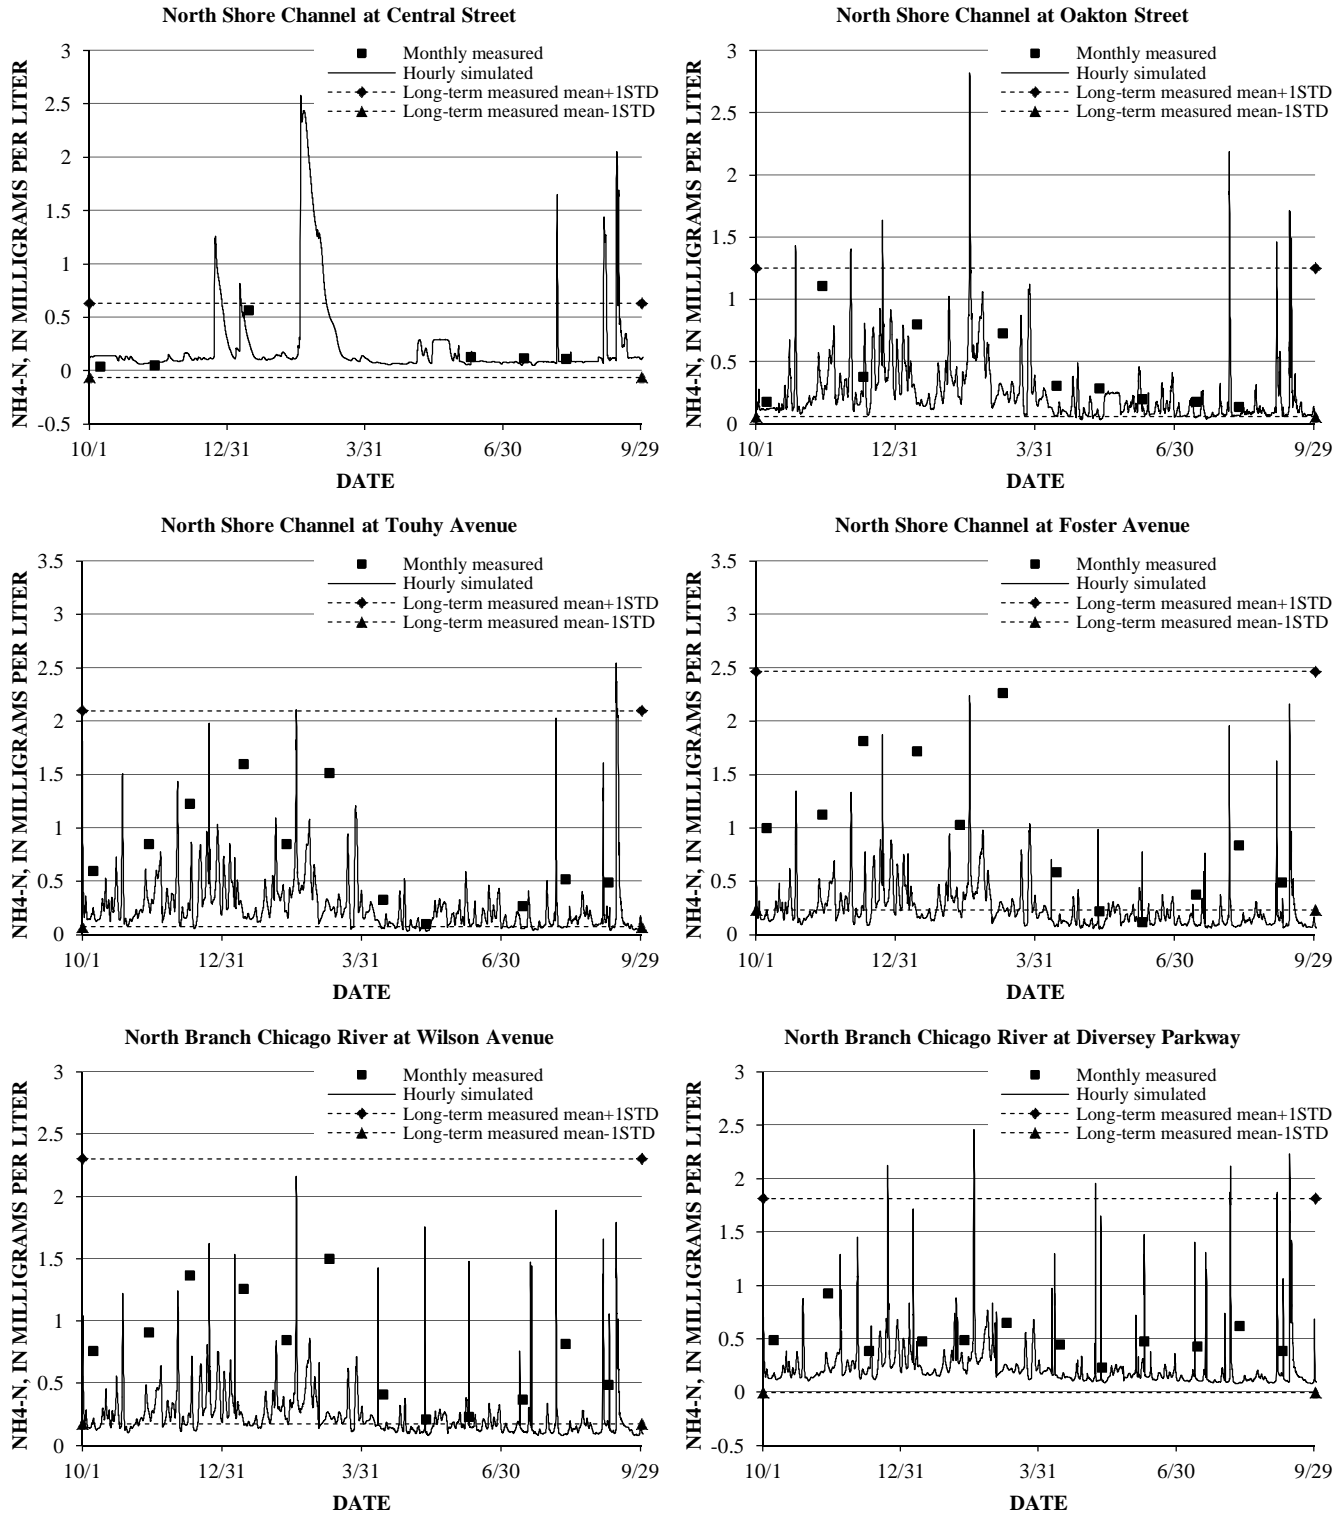 North Shore Channel at Central Street
NH4-N, IN MILLIGRAMS PER LITER
3
2.5
2
1.5
1
0.5
0
-0.5
Monthly measured
Hourly simulated
Long-term measured mean+1STD
Long-term measured mean-1STD
10/1 12/31 3/31 6/30 9/29
DATE
North Shore Channel at Oakton Street
NH4-N, IN MILLIGRAMS PER LITER
3
2.5
2
1.5
1
0.5
0
Monthly measured
Hourly simulated
Long-term measured mean+1STD
Long-term measured mean-1STD
10/1 12/31 3/31 6/30 9/29
DATE
North Shore Channel at Touhy Avenue
NH4-N, IN MILLIGRAMS PER LITER
3.5
3
2.5
2
1.5
1
0.5
0
Monthly measured
Hourly simulated
Long-term measured mean+1STD
Long-term measured mean-1STD
10/1 12/31 3/31 6/30 9/29
DATE
North Shore Channel at Foster Avenue
NH4-N, IN MILLIGRAMS PER LITER
3.5
3
2.5
2
1.5
1
0.5
0
Monthly measured
Hourly simulated
Long-term measured mean+1STD
Long-term measured mean-1STD
10/1 12/31 3/31 6/30 9/29
DATE
North Branch Chicago River at Wilson Avenue
NH4-N, IN MILLIGRAMS PER LITER
3
2.5
2
1.5
1
0.5
0
Monthly measured
Hourly simulated
Long-term measured mean+1STD
Long-term measured mean-1STD
10/1 12/31 3/31 6/30 9/29
DATE
North Branch Chicago River at Diversey Parkway
NH4-N, IN MILLIGRAMS PER LITER
3
2.5
2
1.5
1
0.5
0
-0.5
Monthly measured
Hourly simulated
Long-term measured mean+1STD
Long-term measured mean-1STD
10/1 12/31 3/31 6/30 9/29
DATE